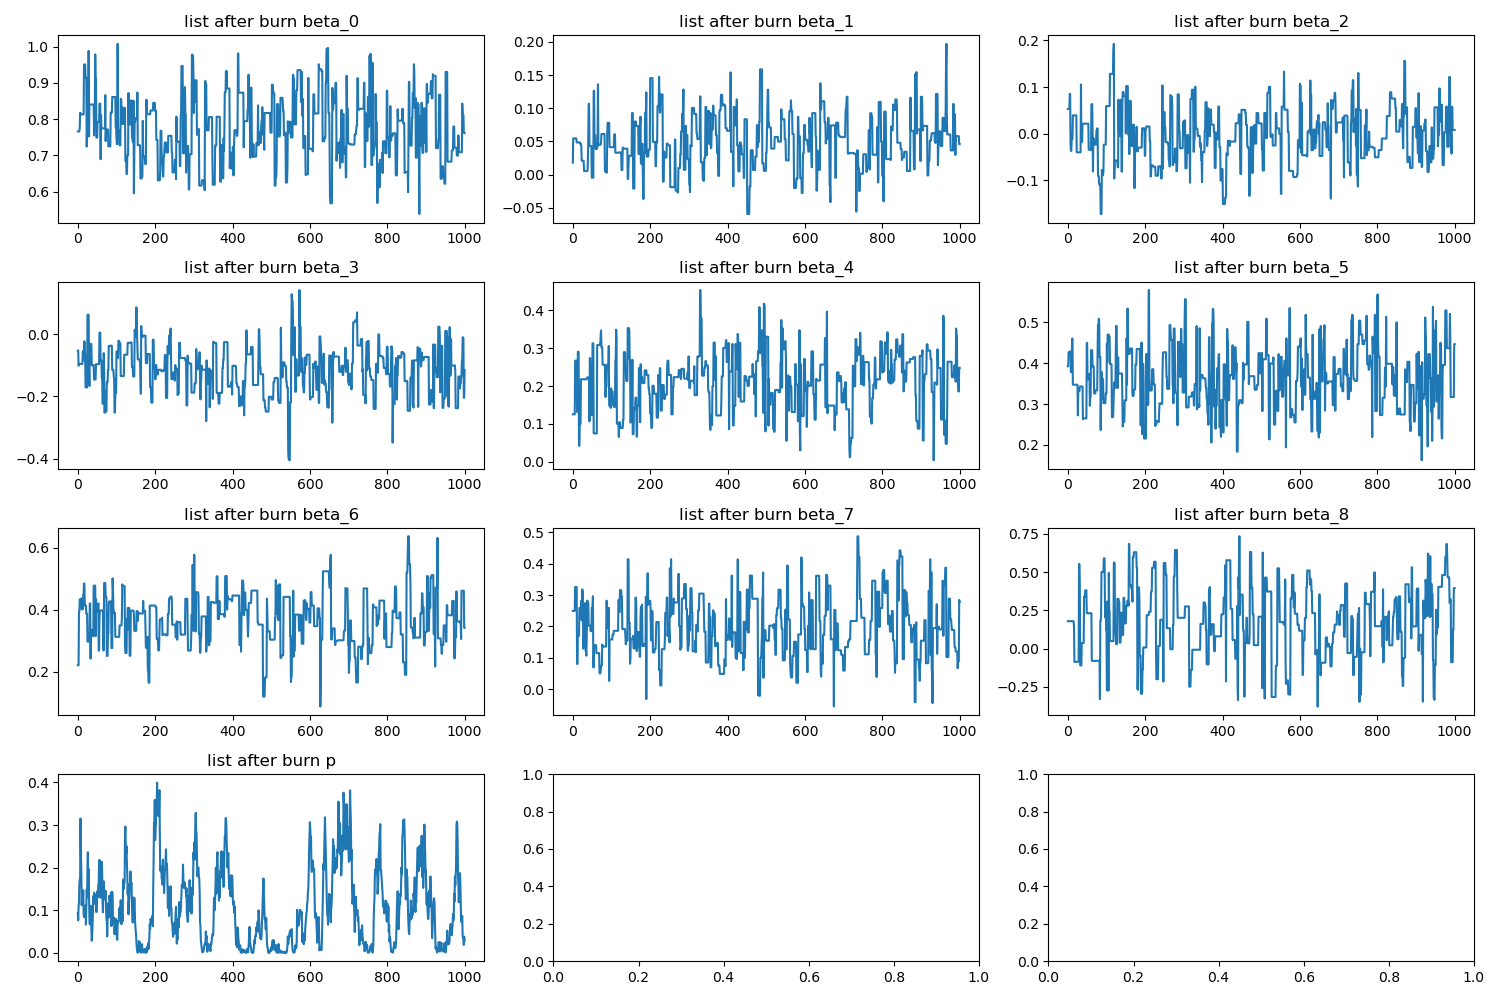 list after burn beta_0
list after burn beta_1
list after burn beta_2
1.0
0.9
0.8
0.7
0.6
0 200 400 600 800 1000
0.20
0.15
0.10
0.05
0.00
−0.05
0 200 400 600 800 1000
0.2
0.1
0.0
−0.1
0 200 400 600 800 1000
list after burn beta_3
list after burn beta_4
list after burn beta_5
0.0
−0.2
−0.4
0 200 400 600 800 1000
0.4
0.3
0.2
0.1
0.0
0 200 400 600 800 1000
0.5
0.4
0.3
0.2
0 200 400 600 800 1000
list after burn beta_6
list after burn beta_7
list after burn beta_8
0.6
0.4
0.2
0 200 400 600 800 1000
0.5
0.4
0.3
0.2
0.1
0.0
0 200 400 600 800 1000
0.75
0.50
0.25
0.00
−0.25
0 200 400 600 800 1000
list after burn p
0.4
0.3
0.2
0.1
0.0
0 200 400 600 800 1000
1.0
0.8
0.6
0.4
0.2
0.0
0.0 0.2 0.4 0.6 0.8 1.0
1.0
0.8
0.6
0.4
0.2
0.0
0.0 0.2 0.4 0.6 0.8 1.0